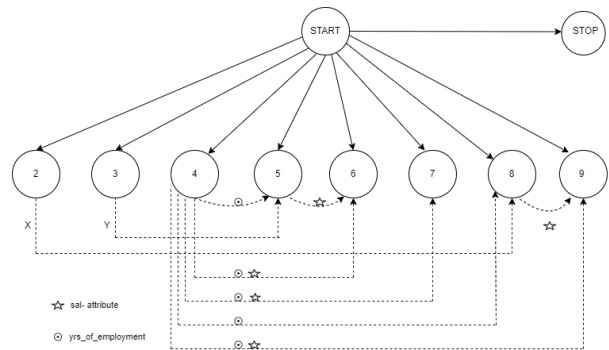 START
STOP
2
3
4
5
6
7
8
9
X
Y
sal- attribute
yrs_of_employment